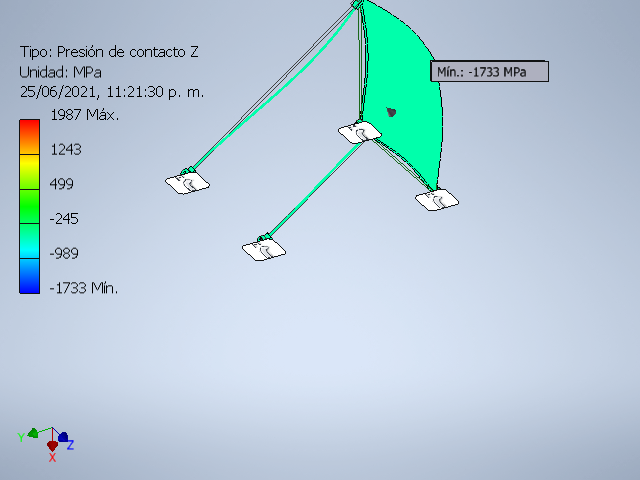 Tipo: Presión de contacto Z
Unidad: MPa
25/06/2021, 11:21:30 p. m.
1987 Máx.
1243
499
-245
-989
-1733 Mín.
Mín.: -1733 MPa
Y
Z
X